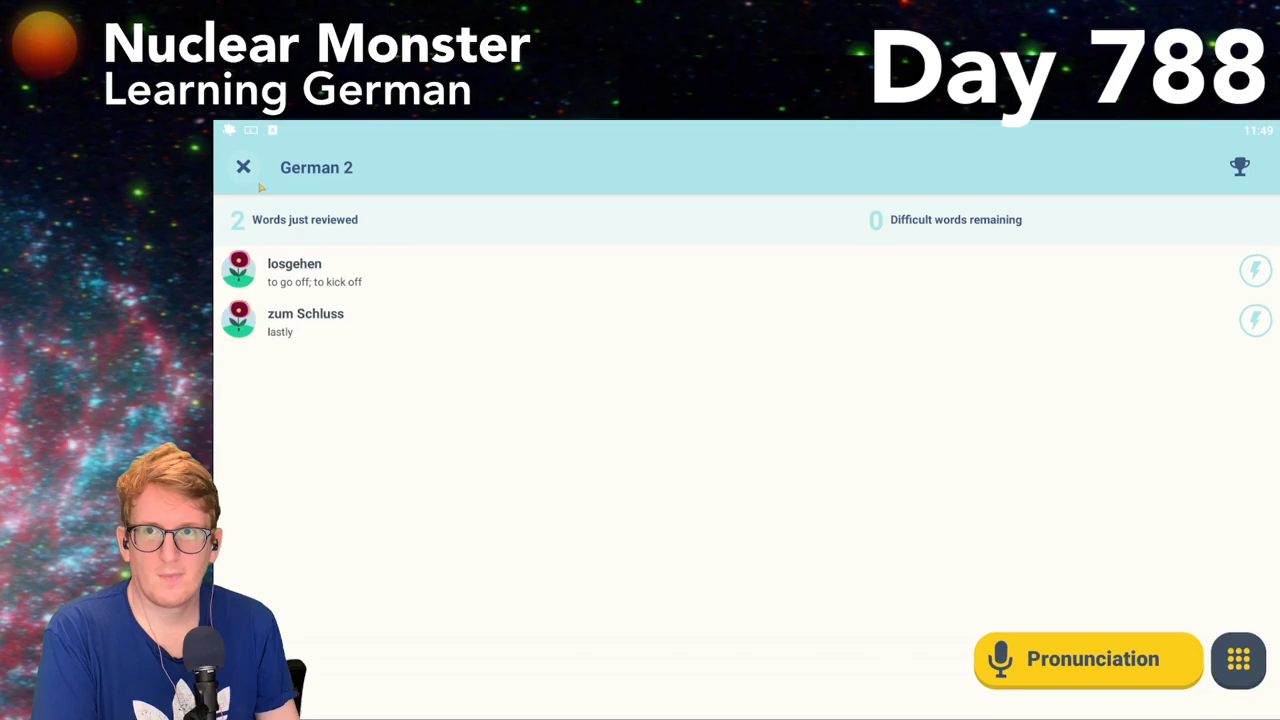 Nuclear Monster
Learning German
Day 788
11:49
German 2
2 Words just reviewed
0 Difficult words remaining
losgehen
to go off; to kick off
zum Schluss
lastly
Pronunciation